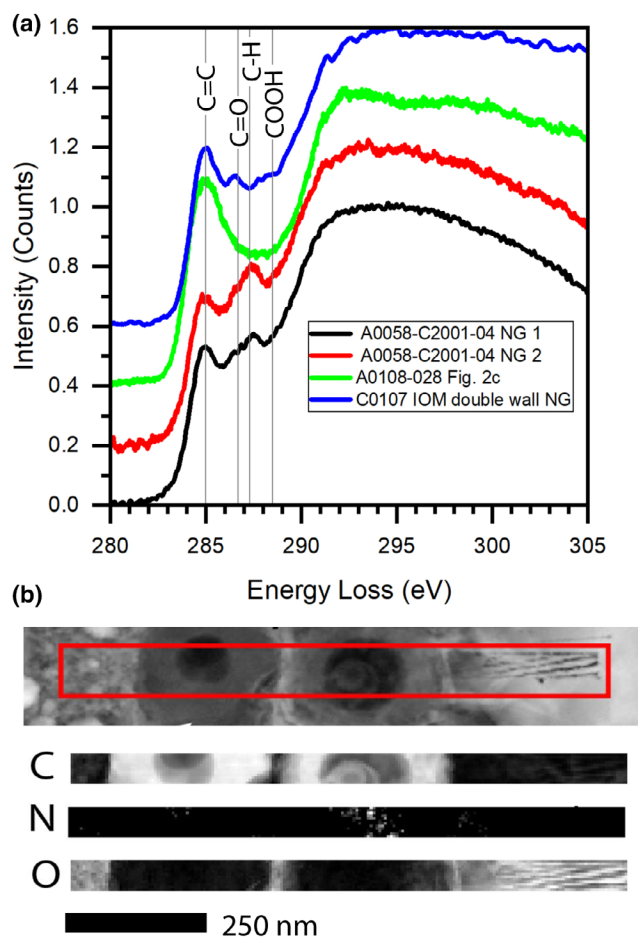 (a)
1.6
1.4
1.2
1.0
0.8
0.6
0.4
0.2
0.0
Intensity (Counts)
C=C
C=O
C-H
COOH
A0058-C2001-04 NG 1
A0058-C2001-04 NG 2
A0108-028 Fig. 2c
C0107 IOM double wall NG
280 285 290 295 300 305
Energy Loss (eV)
(b)
C
N
O
250 nm